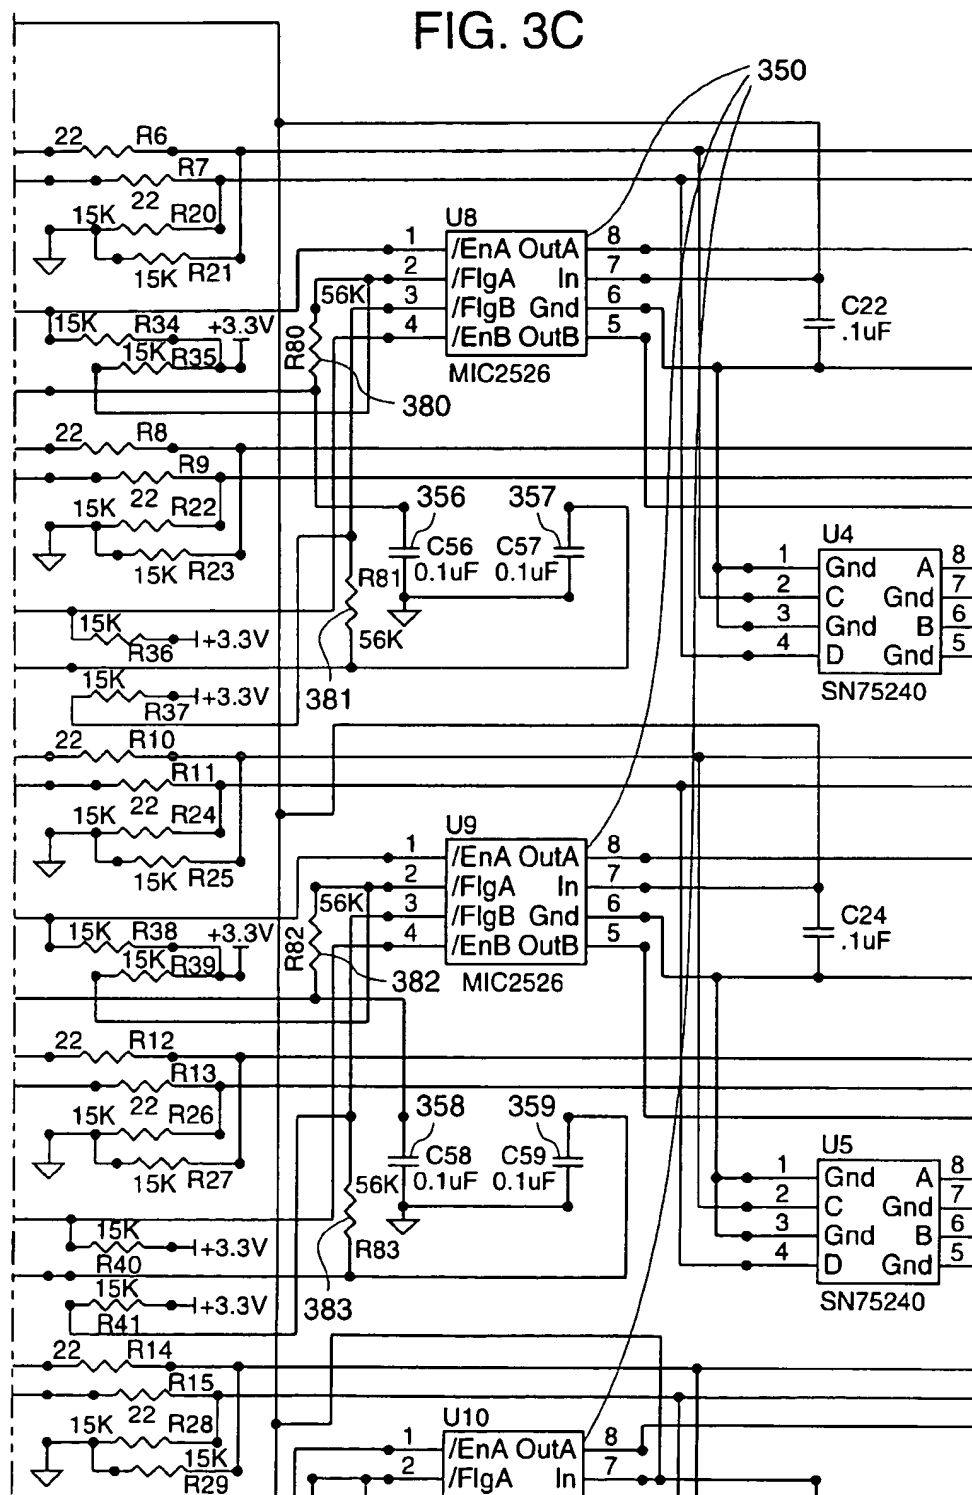 FIG. 3C
350
22 R6
R7
22
15K R20
15K R21
U8
1 /EnA OutA 8
2 /FlgA In 7
3 /FlgB Gnd 6
4 /EnB OutB 5
MIC2526
56K
R80
380
C22
.1uF
15K R34 +3.3V
15K R35
22 R8
R9
22
15K R22
15K R23
356
357
C56
0.1uF
C57
0.1uF
R81
56K
381
15K
R36
+3.3V
15K
R37
+3.3V
U4
1 Gnd A 8
2 C Gnd 7
3 Gnd B 6
4 D Gnd 5
SN75240
22 R10
R11
22
15K R24
15K R25
U9
1 /EnA OutA 8
2 /FlgA In 7
3 /FlgB Gnd 6
4 /EnB OutB 5
MIC2526
56K
R82
382
C24
.1uF
15K R38 +3.3V
15K R39
22 R12
R13
22
15K R26
15K R27
358
359
C58
0.1uF
C59
0.1uF
56K
R83
383
15K
R40
+3.3V
15K
R41
+3.3V
U5
1 Gnd A 8
2 C Gnd 7
3 Gnd B 6
4 D Gnd 5
SN75240
22 R14
R15
22
15K R28
15K
R29
U10
1 /EnA OutA 8
2 /FlgA In 7